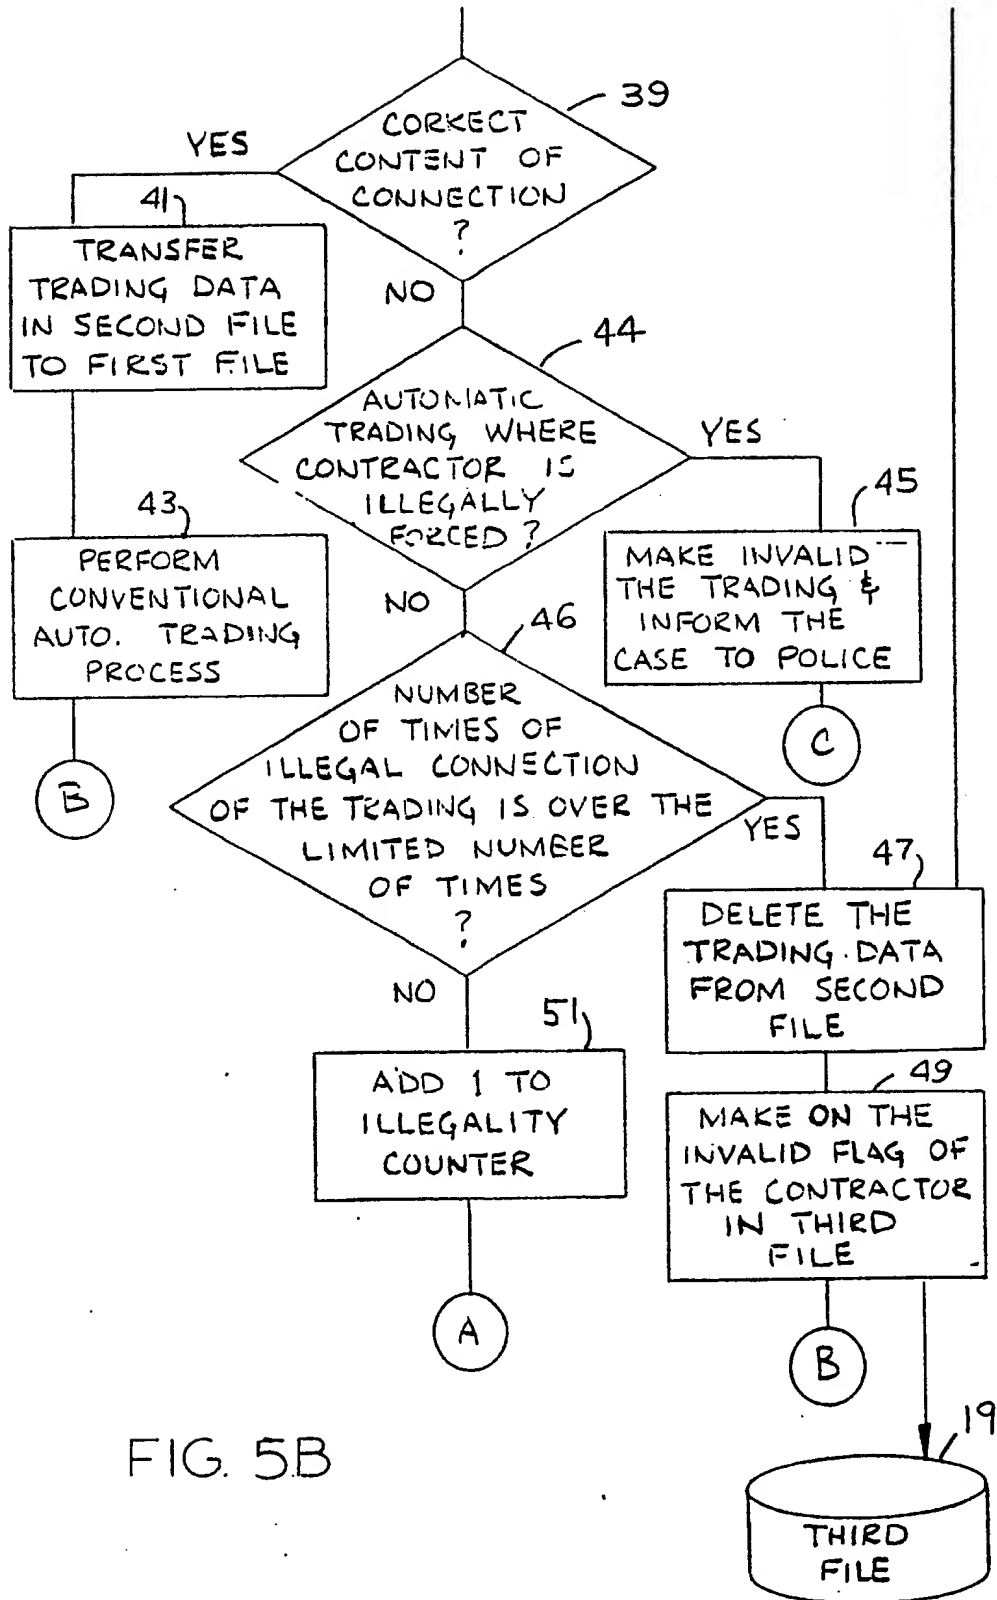 39
CORRECT
CONTENT OF
CONNECTION
?
YES
41
TRANSFER
TRADING DATA
IN SECOND FILE
TO FIRST FILE
NO
44
AUTOMATIC
TRADING WHERE
CONTRACTOR IS
ILLEGALLY
FORCED ?
YES
45
MAKE INVALID
THE TRADING &
INFORM THE
CASE TO POLICE
C
43
PERFORM
CONVENTIONAL
AUTO. TRADING
PROCESS
B
NO
46
NUMBER
OF TIMES OF
ILLEGAL CONNECTION
OF THE TRADING IS OVER THE
LIMITED NUMBER
OF TIMES
?
YES
47
DELETE THE
TRADING DATA
FROM SECOND
FILE
NO
51
ADD 1 TO
ILLEGALITY
COUNTER
A
49
MAKE ON THE
INVALID FLAG OF
THE CONTRACTOR
IN THIRD
FILE
B
19
THIRD
FILE
FIG. 5B